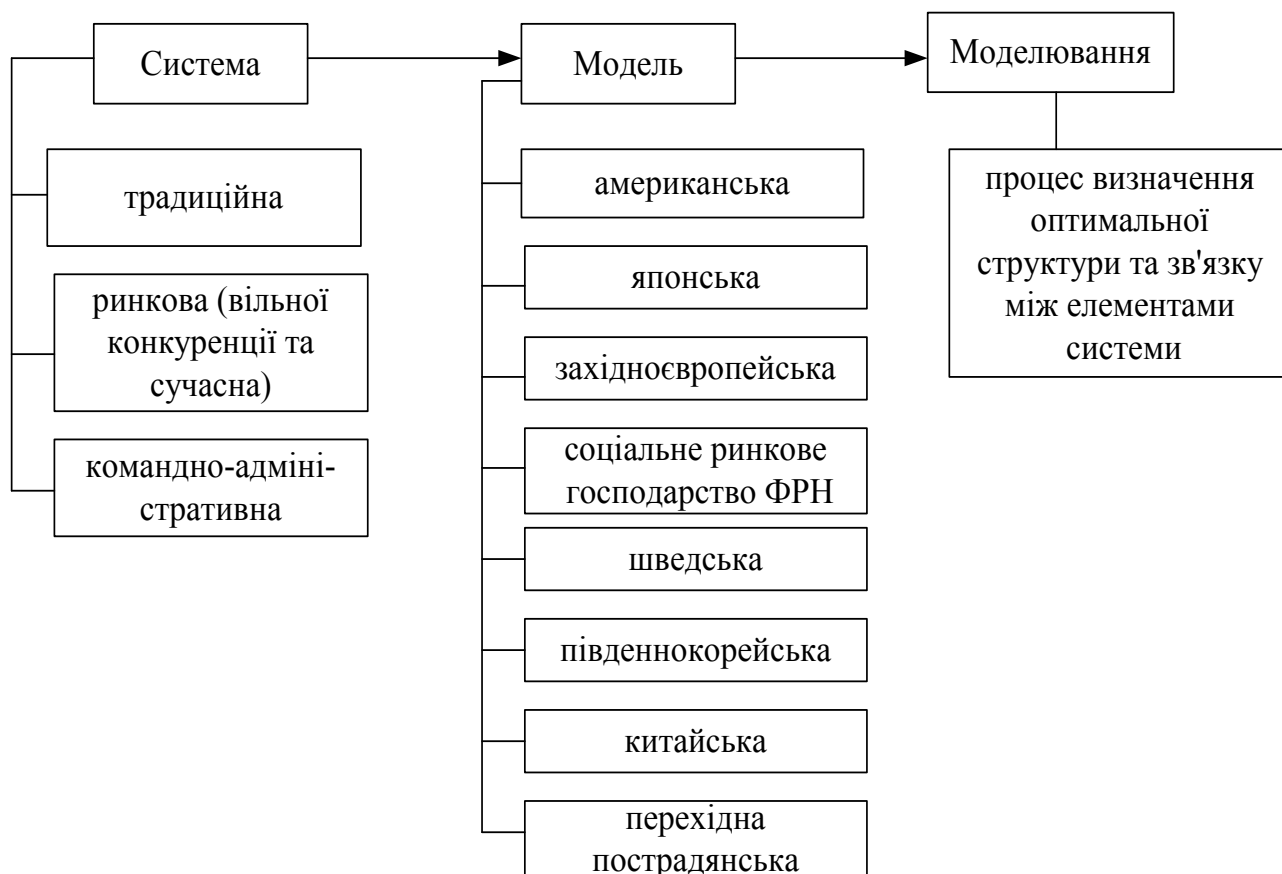 Система
традиційна
ринкова (вільної
конкуренції та
сучасна)
командно-адміні-
стративна
Модель
американська
японська
західноєвропейська
соціальне ринкове
господарство ФРН
шведська
південнокорейська
китайська
перехідна
пострадянська
Моделювання
процес визначення
оптимальної
структури та зв'язку
між елементами
системи